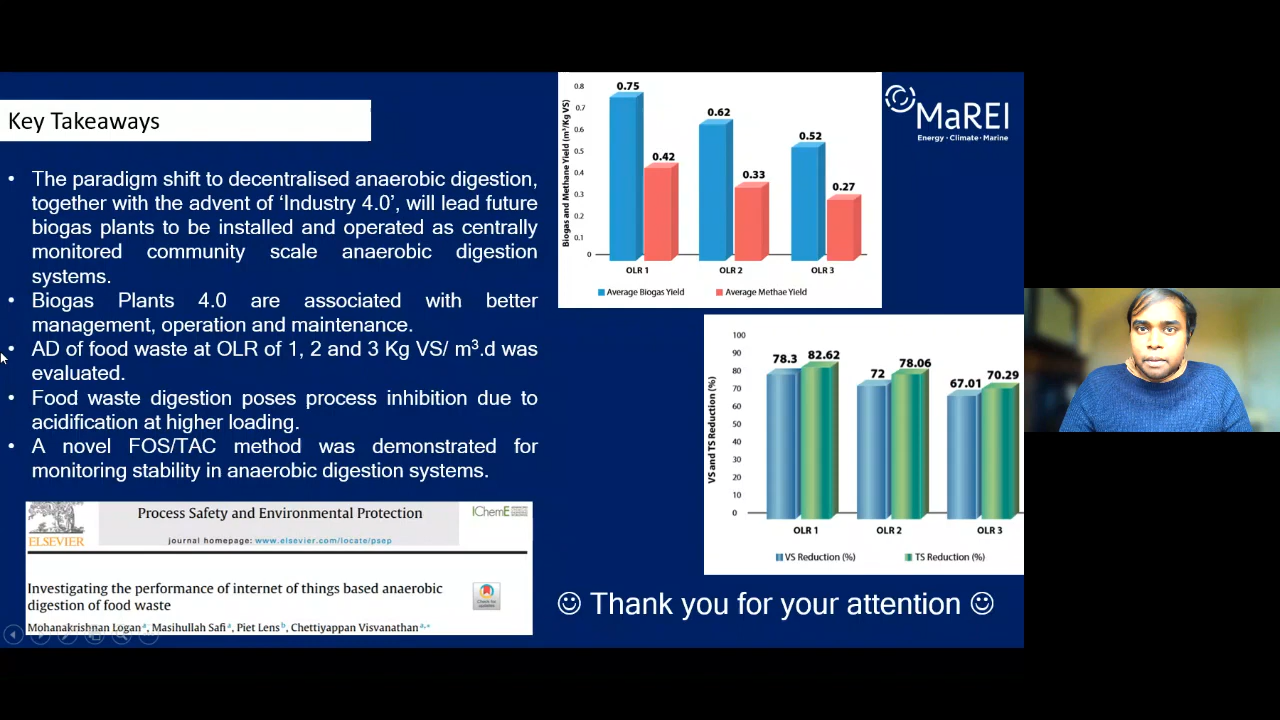 Key Takeaways
• The paradigm shift to decentralised anaerobic digestion,
together with the advent of ‘Industry 4.0’, will lead future
biogas plants to be installed and operated as centrally
monitored community scale anaerobic digestion
systems.
• Biogas Plants 4.0 are associated with better
management, operation and maintenance.
• AD of food waste at OLR of 1, 2 and 3 Kg VS/ m³.d was
evaluated.
• Food waste digestion poses process inhibition due to
acidification at higher loading.
• A novel FOS/TAC method was demonstrated for
monitoring stability in anaerobic digestion systems.
ELSEVIER
Process Safety and Environmental Protection
journal homepage: www.elsevier.com/locate/psep
IChemE
Investigating the performance of internet of things based anaerobic
digestion of food waste
Check for
updates
Mohanakrishnan Logan a, Masihullah Safi a, Piet Lens b, Chettiyappan Visvanathan a,*
Biogas and Methane Yield (m³/Kg VS)
0.8
0.7
0.6
0.5
0.4
0.3
0.2
0.1
0
0.75
0.42
0.62
0.33
0.52
0.27
OLR 1
OLR 2
OLR 3
Average Biogas Yield
Average Methae Yield
MaREI
Energy • Climate • Marine
VS and TS Reduction (%)
100
90
80
70
60
50
40
30
20
10
0
78.3
82.62
72
78.06
67.01
70.29
OLR 1
OLR 2
OLR 3
VS Reduction (%)
TS Reduction (%)
☺ Thank you for your attention ☺